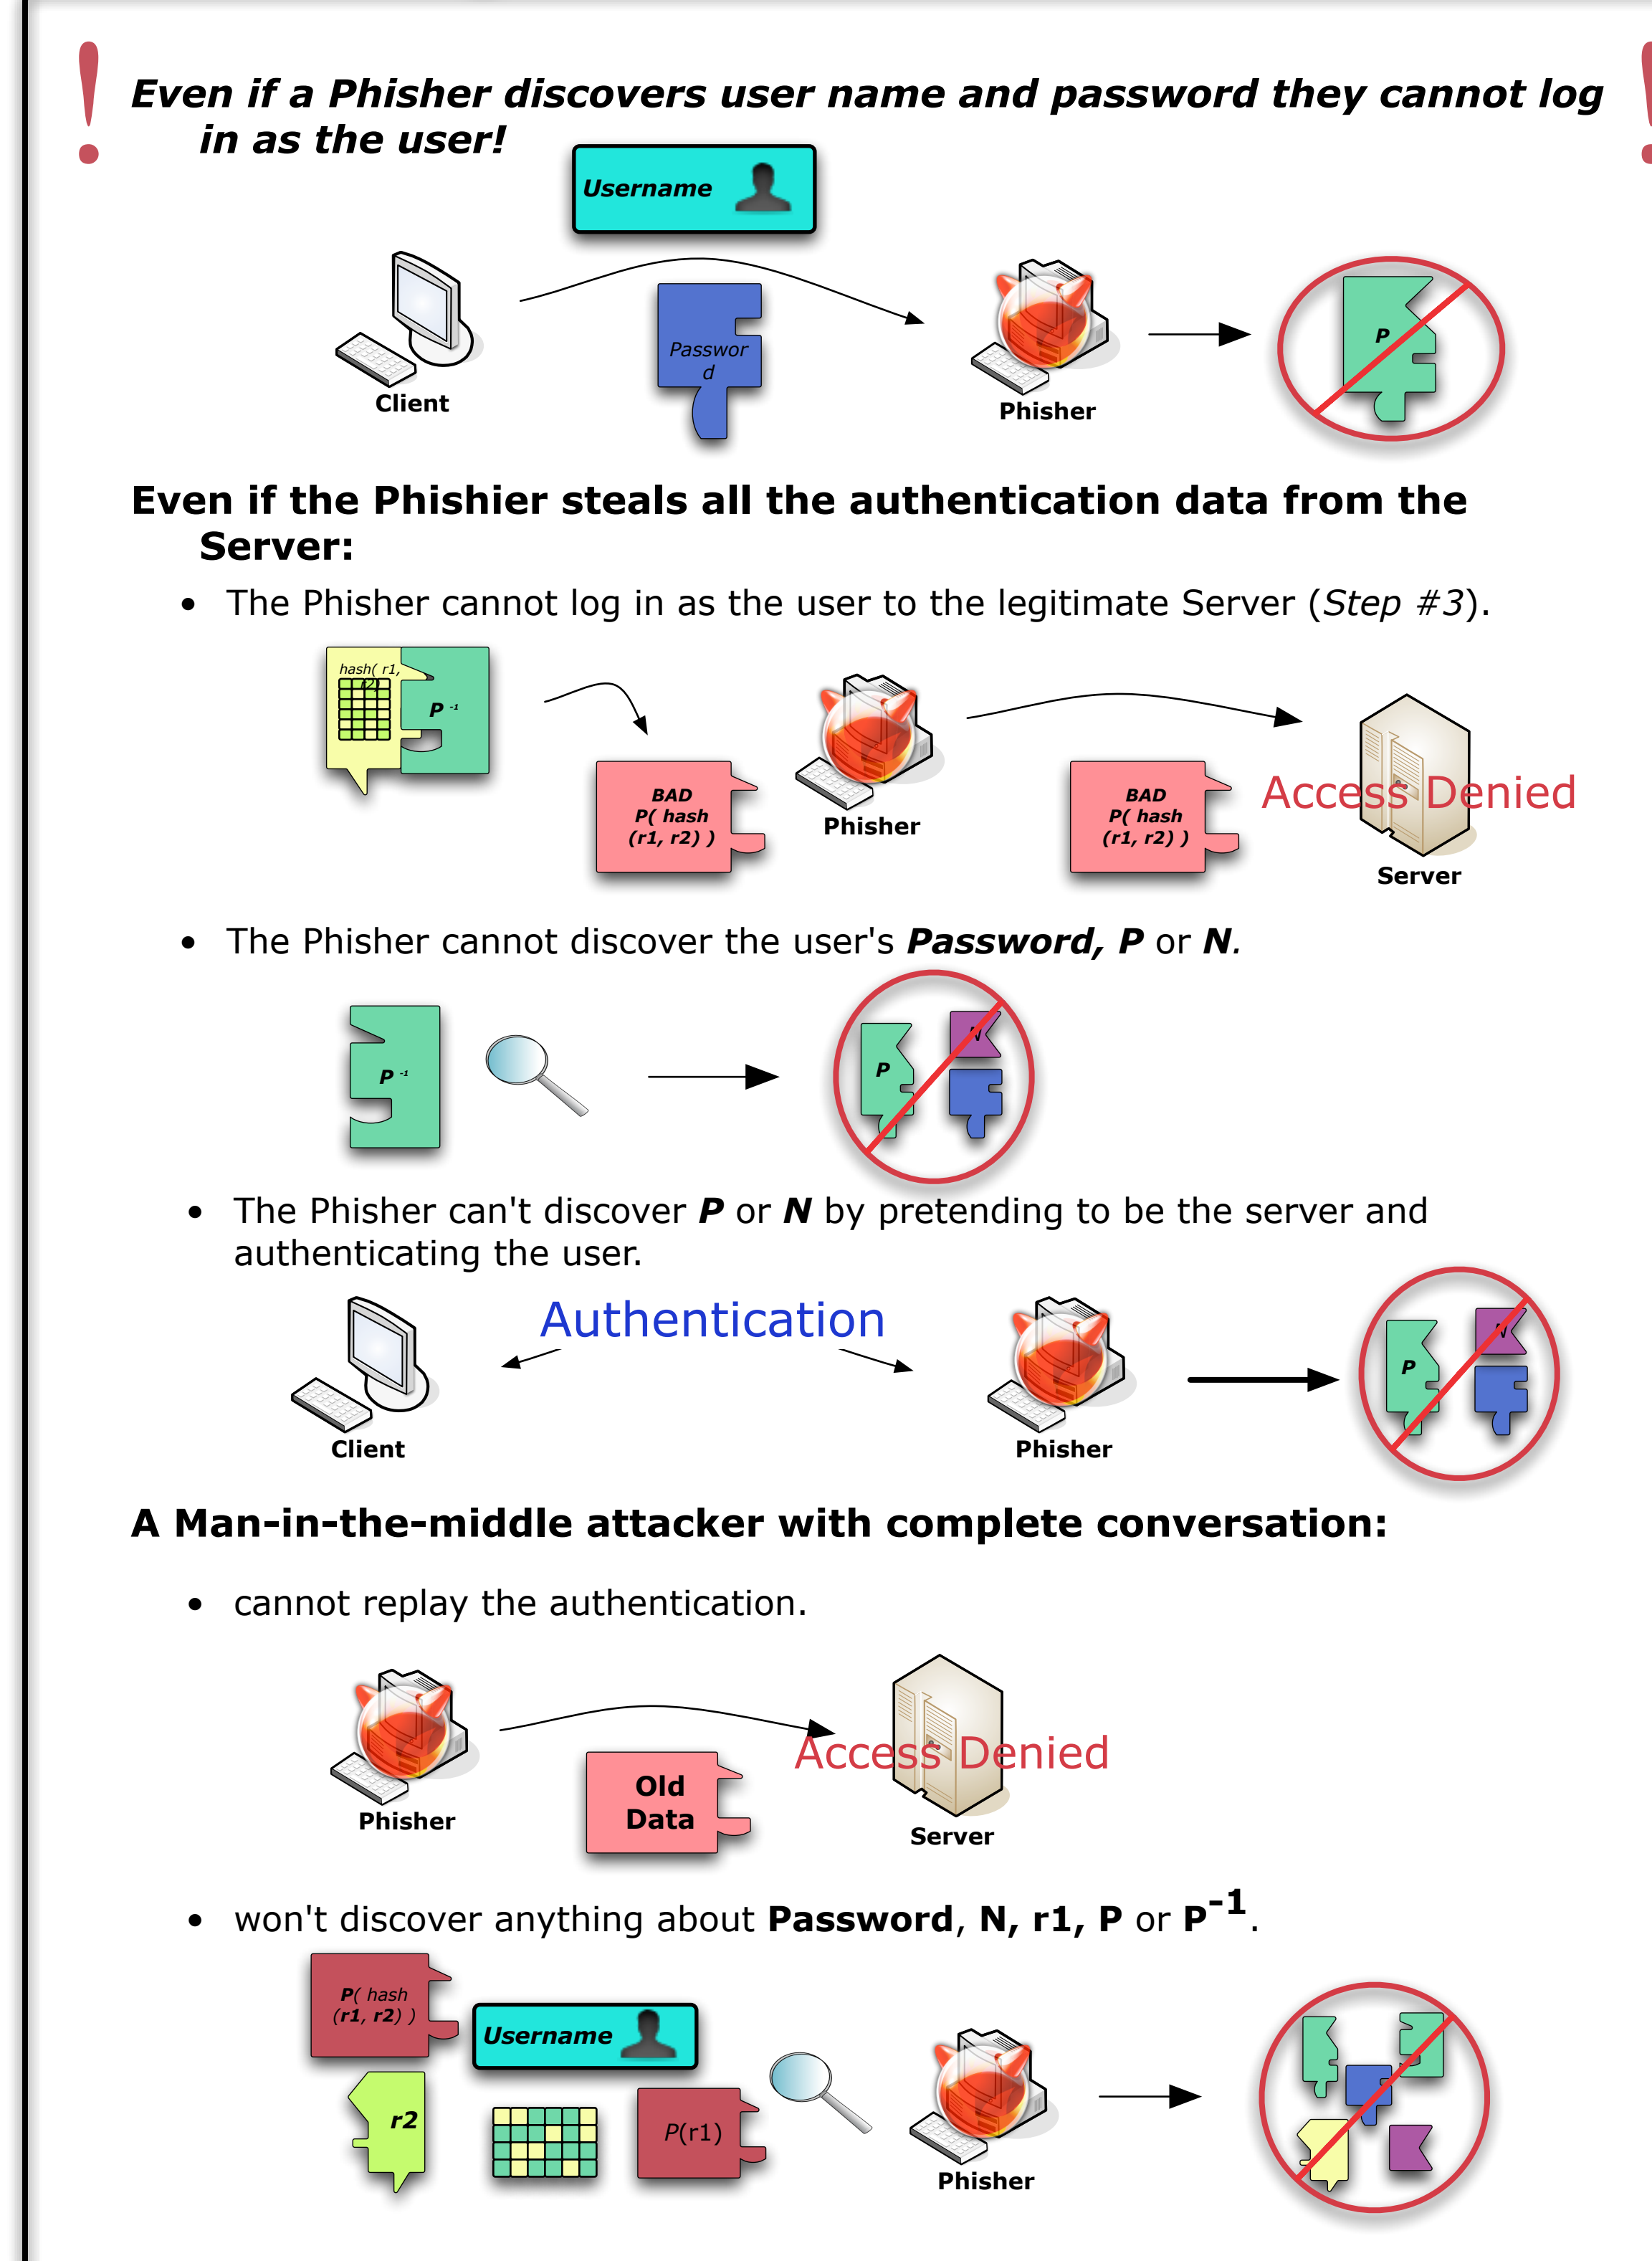 ! Even if a Phisher discovers user name and password they cannot log !
in as the user!
Username
Passwor
d
P
Client
Phisher
Even if the Phishier steals all the authentication data from the
Server:
• The Phisher cannot log in as the user to the legitimate Server (Step #3).
hash( r1,
r2)
P -1
BAD
P( hash
(r1, r2) )
Phisher
BAD
P( hash
(r1, r2) )
Access Denied
Server
• The Phisher cannot discover the user's Password, P or N.
P -1
P
N
• The Phisher can't discover P or N by pretending to be the server and
authenticating the user.
Authentication
P
N
Client
Phisher
A Man-in-the-middle attacker with complete conversation:
• cannot replay the authentication.
Access Denied
Old
Data
Phisher
Server
• won't discover anything about Password, N, r1, P or P-1.
P( hash
(r1, r2) )
Username
r2
P(r1)
Phisher